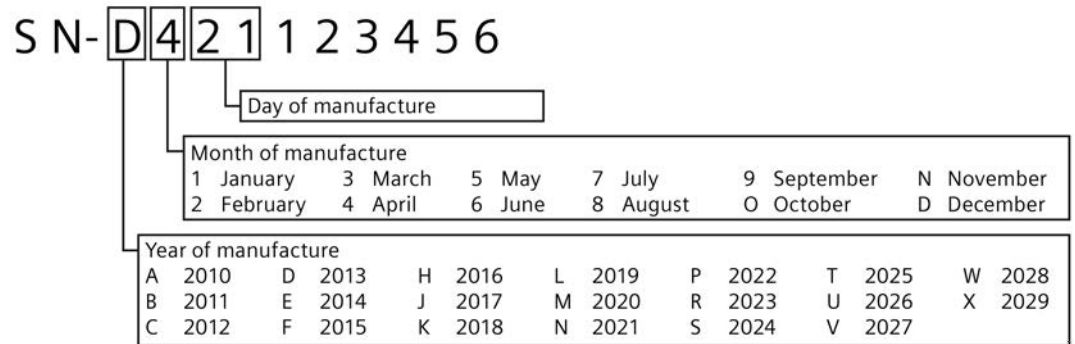 S N- D 4 2 1 1 2 3 4 5 6
Day of manufacture
Month of manufacture
1 January 3 March 5 May 7 July 9 September N November
2 February 4 April 6 June 8 August O October D December
Year of manufacture
A 2010 D 2013 H 2016 L 2019 P 2022 T 2025 W 2028
B 2011 E 2014 J 2017 M 2020 R 2023 U 2026 X 2029
C 2012 F 2015 K 2018 N 2021 S 2024 V 2027